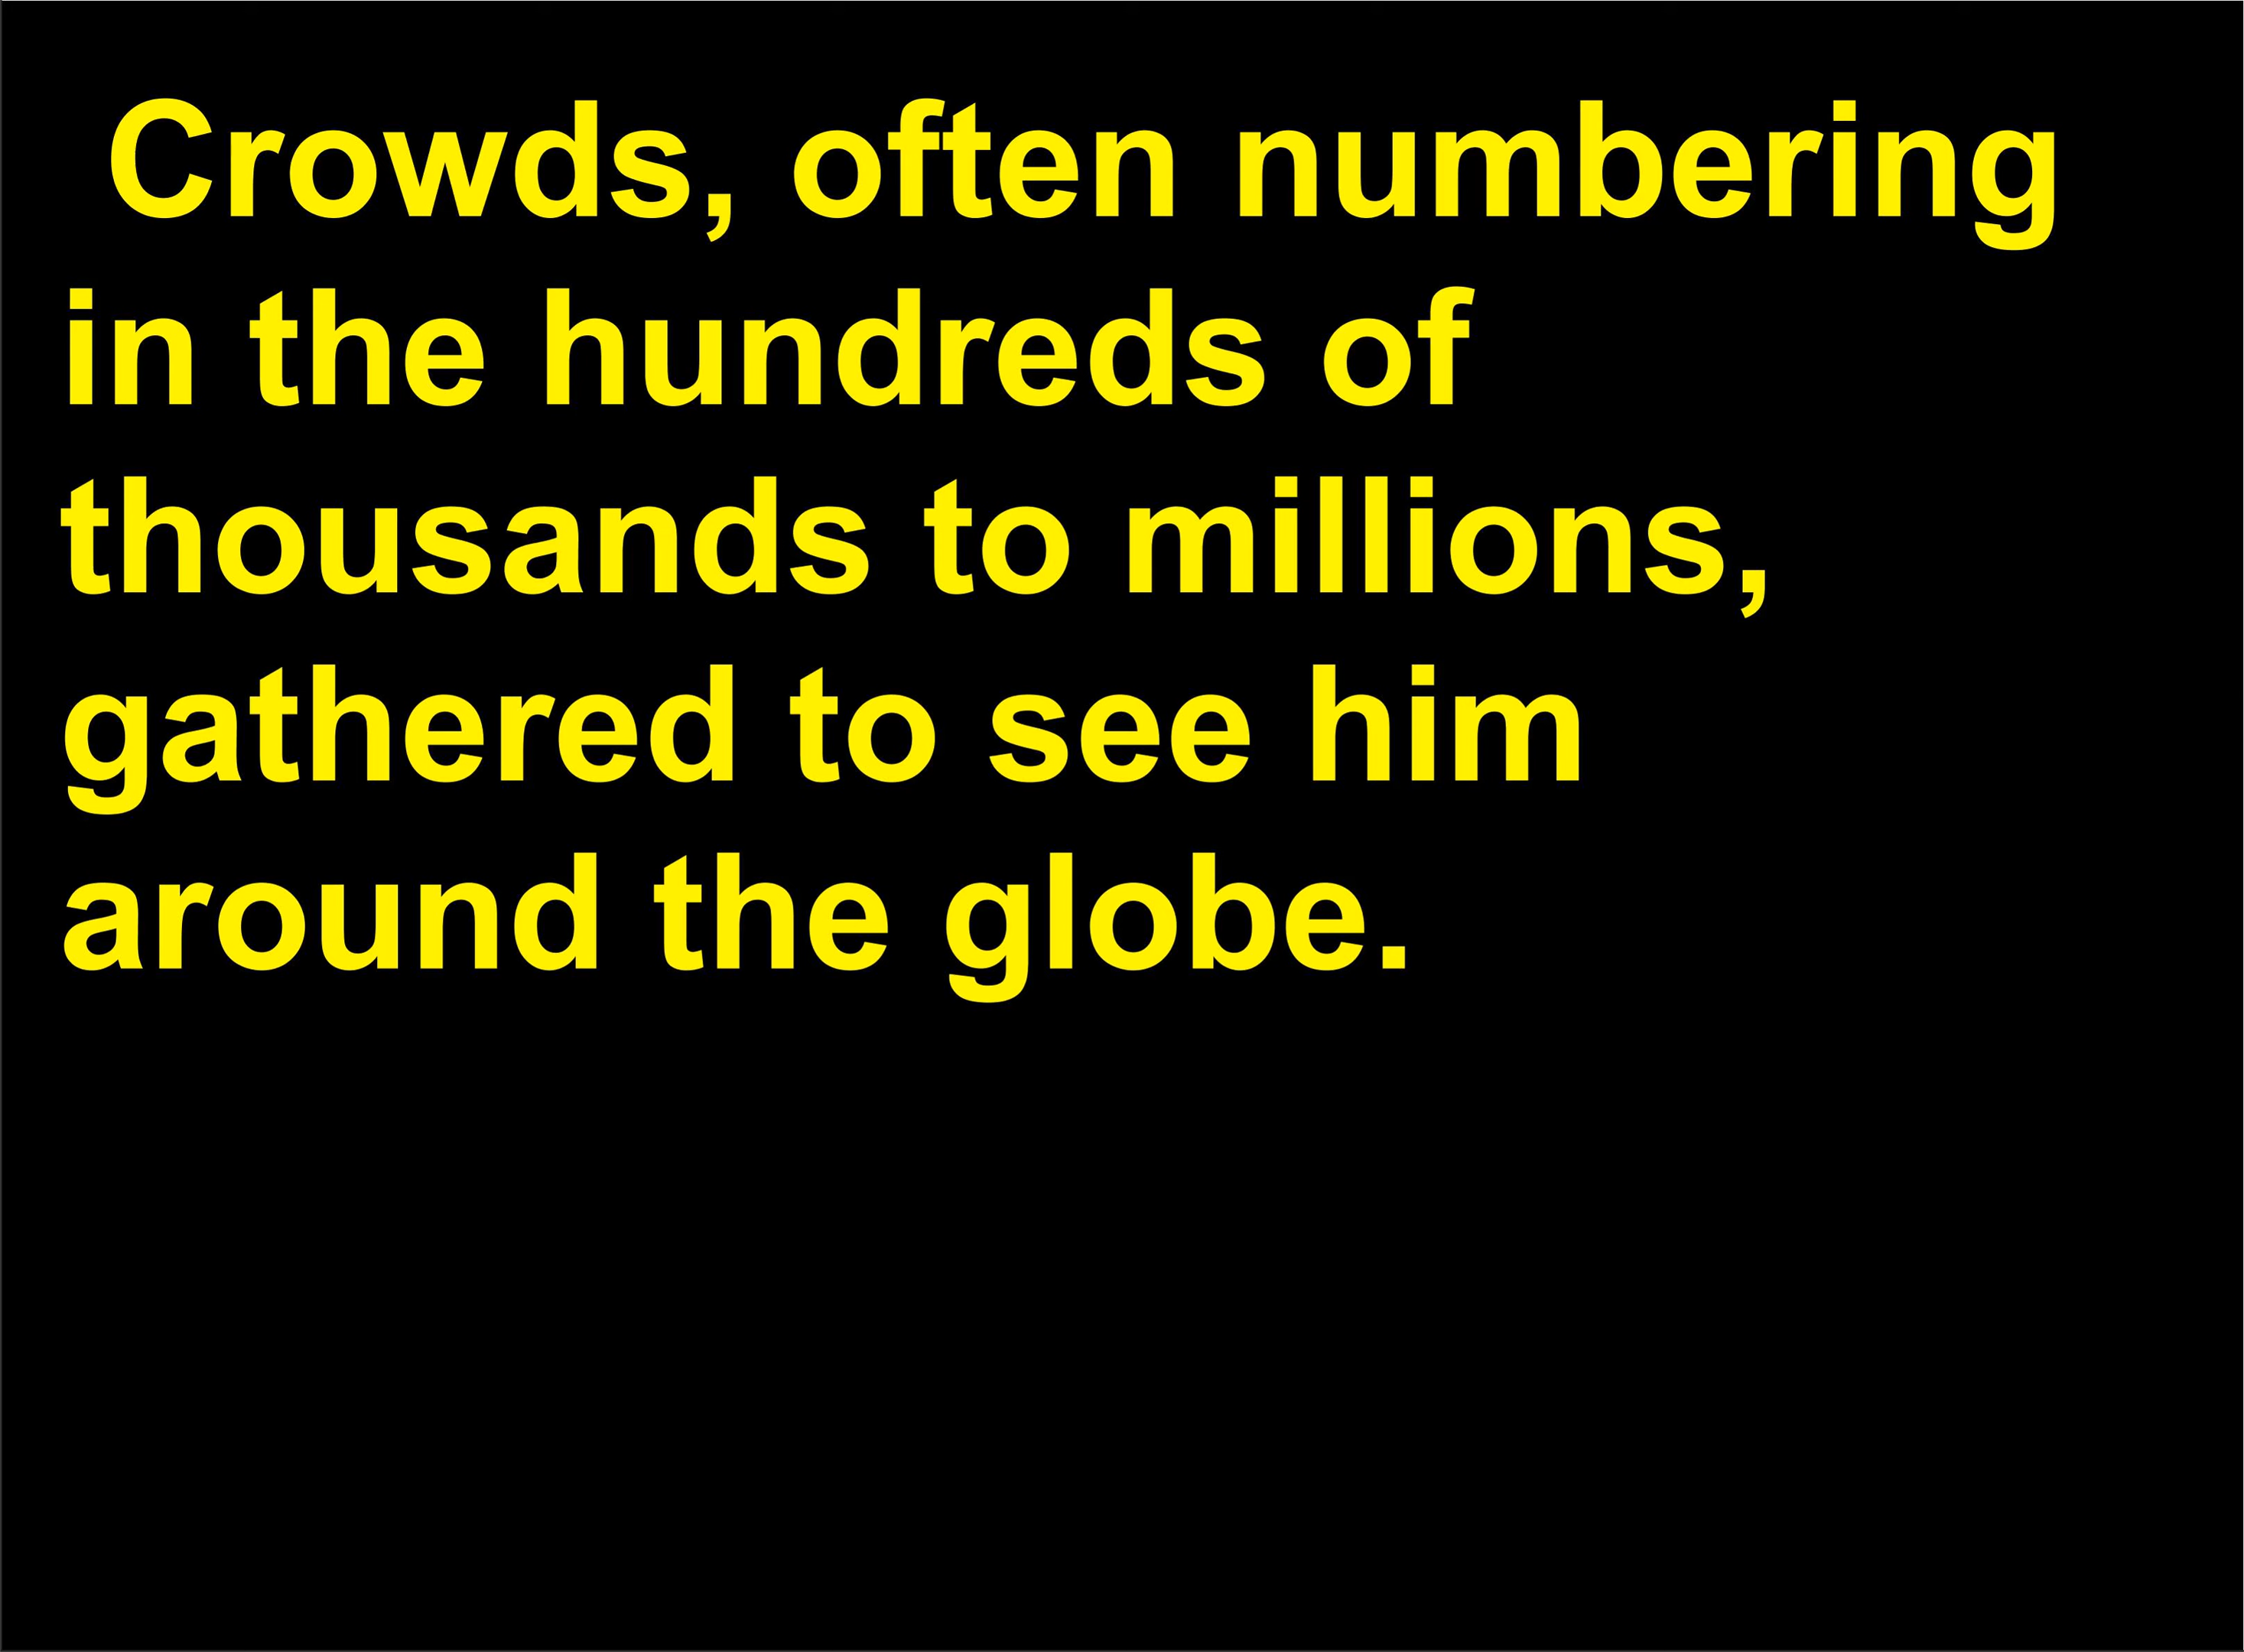 Crowds, often numbering
in the hundreds of
thousands to millions,
gathered to see him
around the globe.